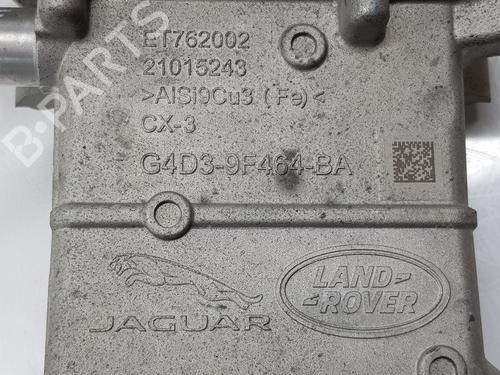 ET762002
21015243
>AlSi9Cu3 (Fe)<
CX-3
G4D3-9F464-BA
JAGUAR
LAND
ROVER
B-PARTS